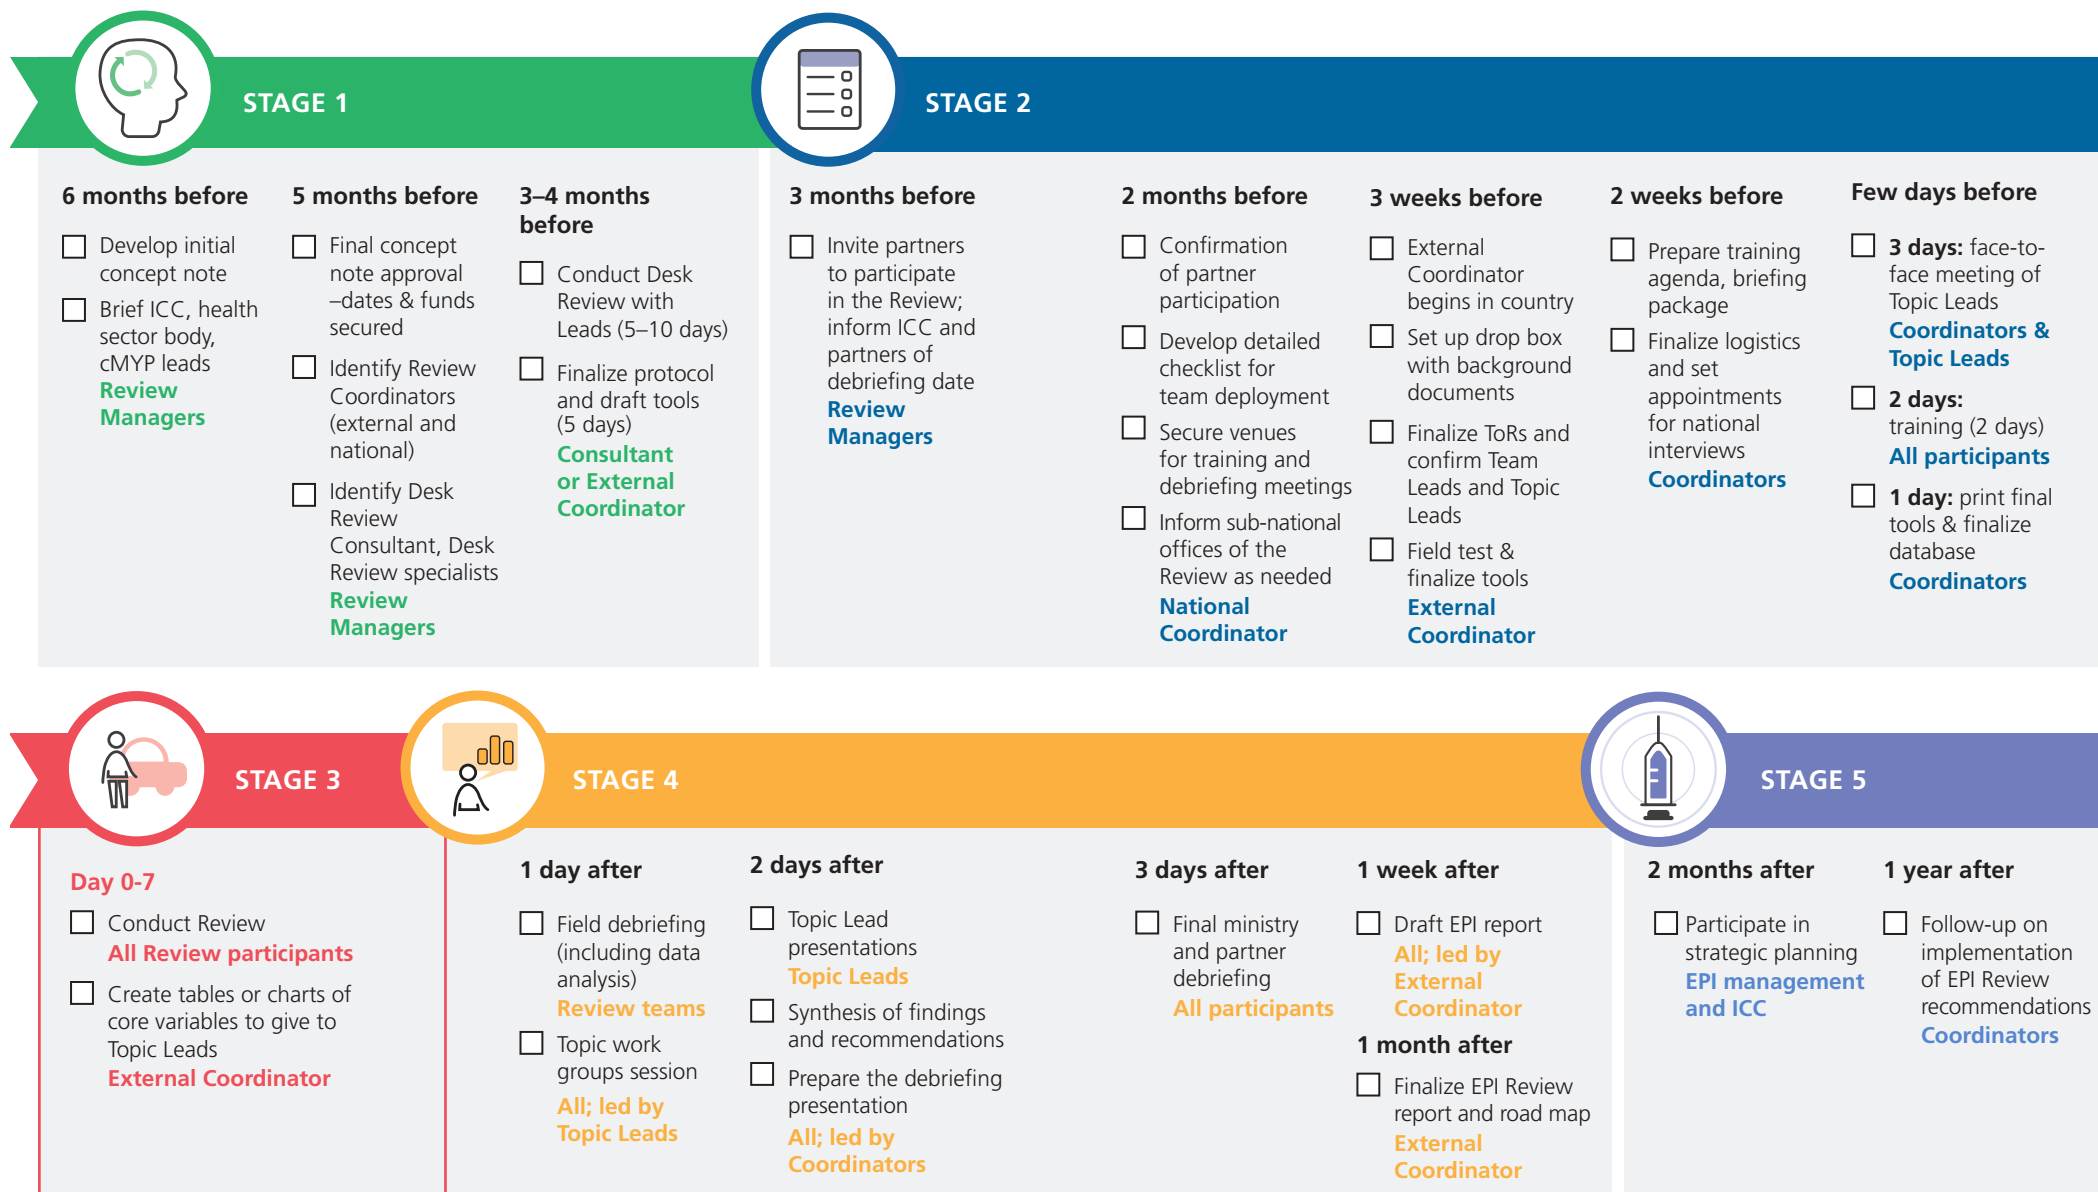 STAGE 1
STAGE 2
6 months before
Develop initial
concept note
Brief ICC, health
sector body,
cMYP leads
Review
Managers
5 months before
Final concept
note approval
–dates & funds
secured
Identify Review
Coordinators
(external and
national)
Identify Desk
Review
Consultant, Desk
Review specialists
Review
Managers
3–4 months
before
Conduct Desk
Review with
Leads (5–10 days)
Finalize protocol
and draft tools
(5 days)
Consultant
or External
Coordinator
3 months before
Invite partners
to participate
in the Review;
inform ICC and
partners of
debriefing date
Review
Managers
2 months before
Confirmation
of partner
participation
Develop detailed
checklist for
team deployment
Secure venues
for training and
debriefing meetings
Inform sub-national
offices of the
Review as needed
National
Coordinator
3 weeks before
External
Coordinator
begins in country
Set up drop box
with background
documents
Finalize ToRs and
confirm Team
Leads and Topic
Leads
Field test &
finalize tools
External
Coordinator
2 weeks before
Prepare training
agenda, briefing
package
Finalize logistics
and set
appointments
for national
interviews
Coordinators
Few days before
3 days: face-to-
face meeting of
Topic Leads
Coordinators &
Topic Leads
2 days:
training (2 days)
All participants
1 day: print final
tools & finalize
database
Coordinators
STAGE 3
STAGE 4
STAGE 5
Day 0-7
Conduct Review
All Review participants
Create tables or charts of
core variables to give to
Topic Leads
External Coordinator
1 day after
Field debriefing
(including data
analysis)
Review teams
Topic work
groups session
All; led by
Topic Leads
2 days after
Topic Lead
presentations
Topic Leads
Synthesis of findings
and recommendations
Prepare the debriefing
presentation
All; led by
Coordinators
3 days after
Final ministry
and partner
debriefing
All participants
1 week after
Draft EPI report
All; led by
External
Coordinator
1 month after
Finalize EPI Review
report and road map
External
Coordinator
2 months after
Participate in
strategic planning
EPI management
and ICC
1 year after
Follow-up on
implementation
of EPI Review
recommendations
Coordinators